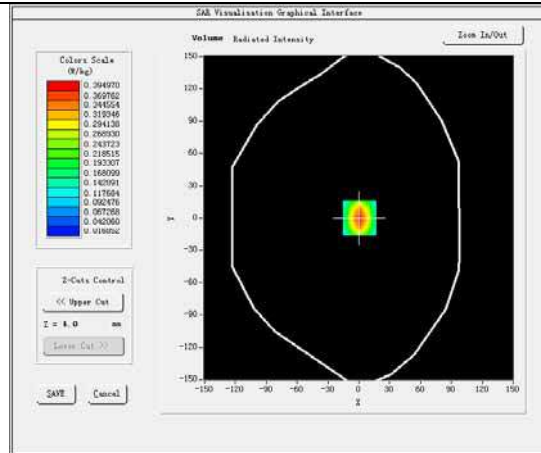 SAR Visualisation Graphical Interface
Volume Radiated Intensity
Zoom In/Out
Colors Scale
(W/kg)
0.394970
0.369762
0.344554
0.319346
0.294138
0.268930
0.243723
0.218515
0.193307
0.168099
0.142891
0.117684
0.092476
0.067268
0.042060
0.016852
Z-Cuts Control
<< Upper Cut
Z = 4.0 mm
Lower Cut >>
SAVE Cancel
150
120
90
60
30
0
-30
-60
-90
-120
-150
Y
-150 -120 -90 -60 -30 0 30 60 90 120 150
X